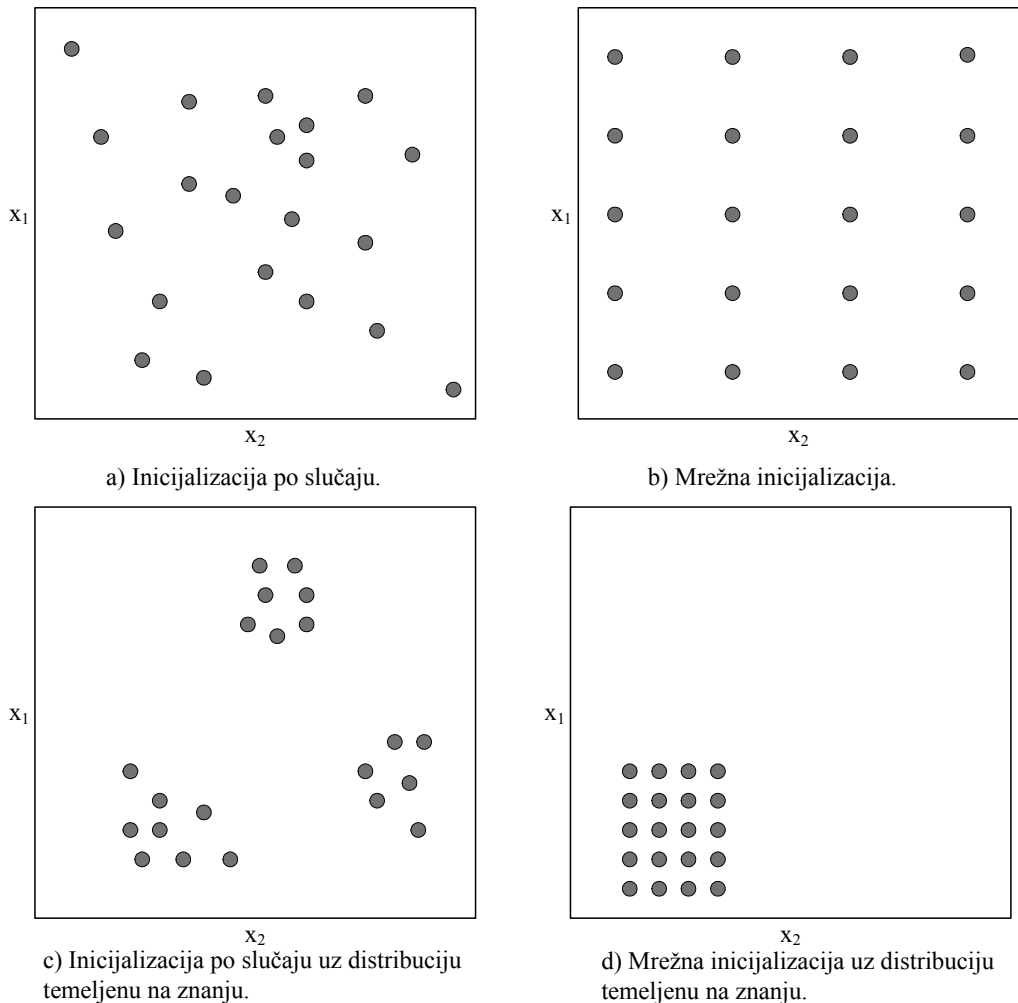 x₁
x₂
a) Inicijalizacija po slučaju.
x₁
x₂
b) Mrežna inicijalizacija.
x₁
x₂
c) Inicijalizacija po slučaju uz distribuciju
temeljenu na znanju.
x₁
x₂
d) Mrežna inicijalizacija uz distribuciju
temeljenu na znanju.